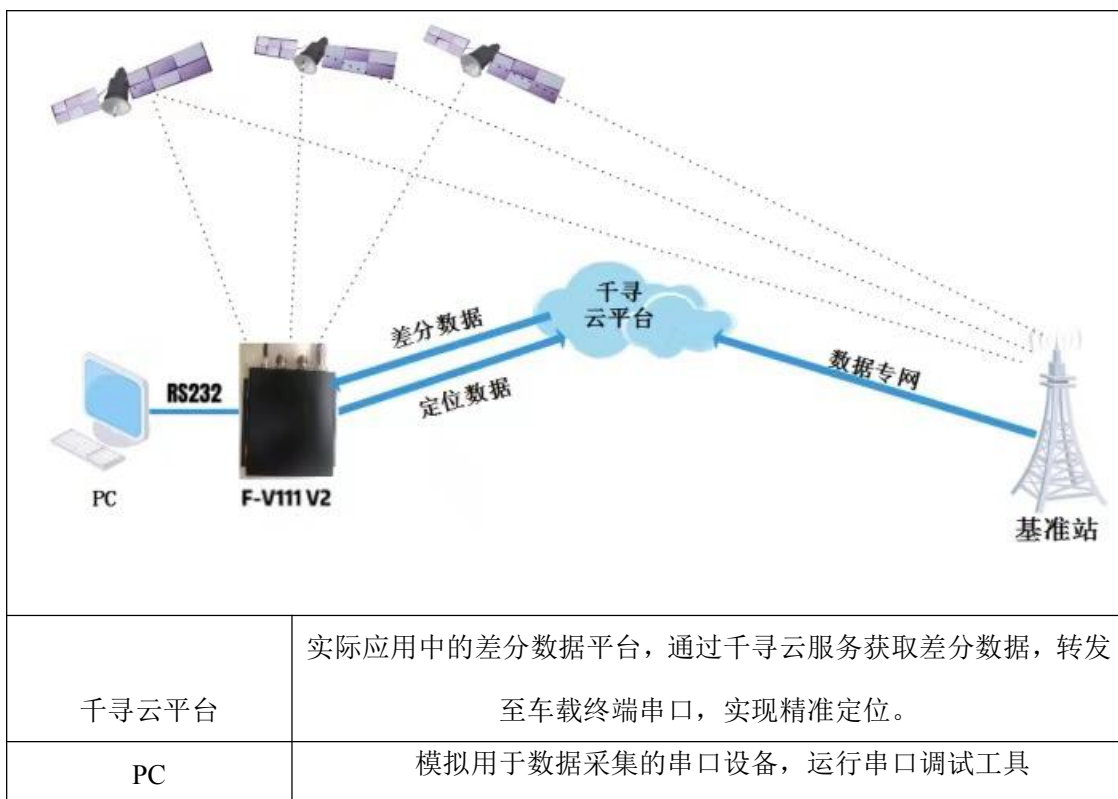 千寻
云平台
差分数据
定位数据
数据专网
RS232
PC
F-V111 V2
基准站
实际应用中的差分数据平台，通过千寻云服务获取差分数据，转发
至车载终端串口，实现精准定位。
千寻云平台
PC
模拟用于数据采集的串口设备，运行串口调试工具